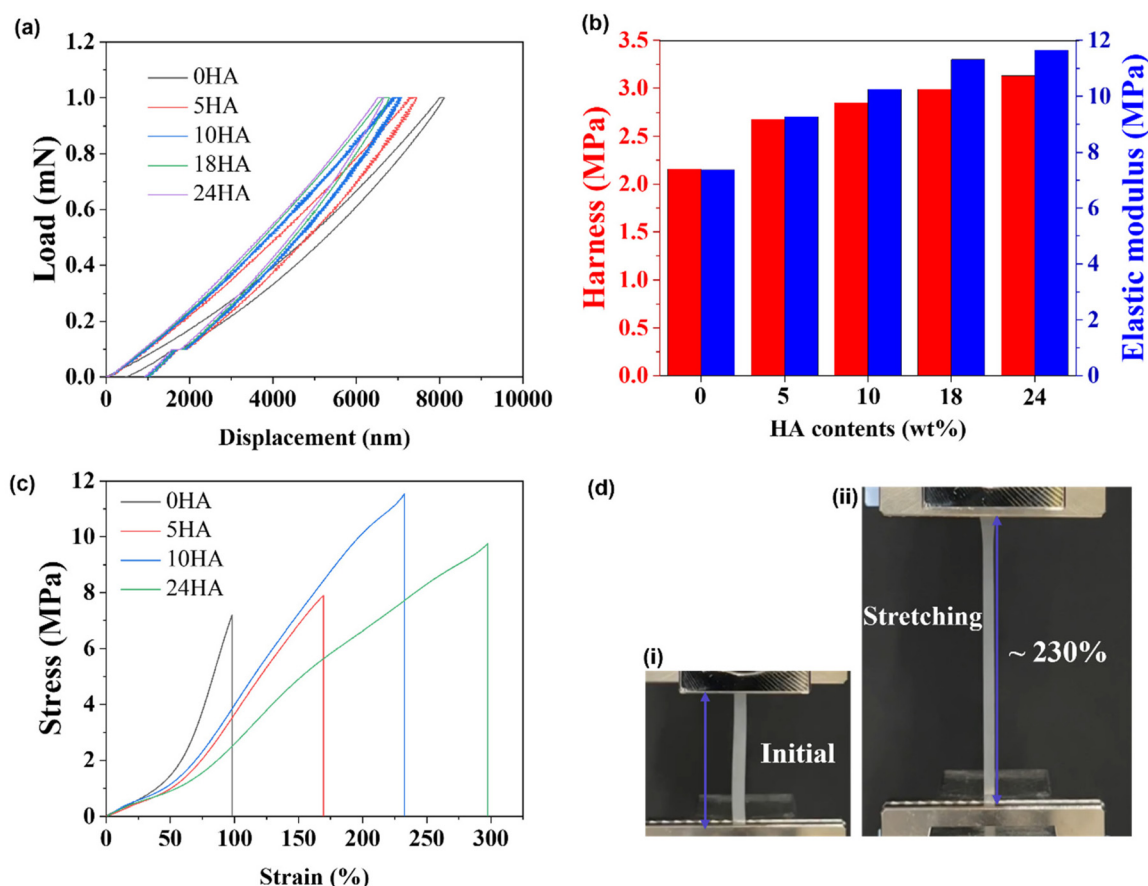 (a)
1.2
1.0
0.8
0.6
0.4
0.2
0.0
Load (mN)
0HA
5HA
10HA
18HA
24HA
0 2000 4000 6000 8000 10000
Displacement (nm)
(b)
3.5
3.0
2.5
2.0
1.5
1.0
0.5
0.0
Harness (MPa)
12
10
8
6
4
2
0
Elastic modulus (MPa)
0 5 10 18 24
HA contents (wt%)
(c)
12
10
8
6
4
2
0
Stress (MPa)
0HA
5HA
10HA
24HA
0 50 100 150 200 250 300
Strain (%)
(d)
(i)
Initial
(ii)
Stretching
~ 230%